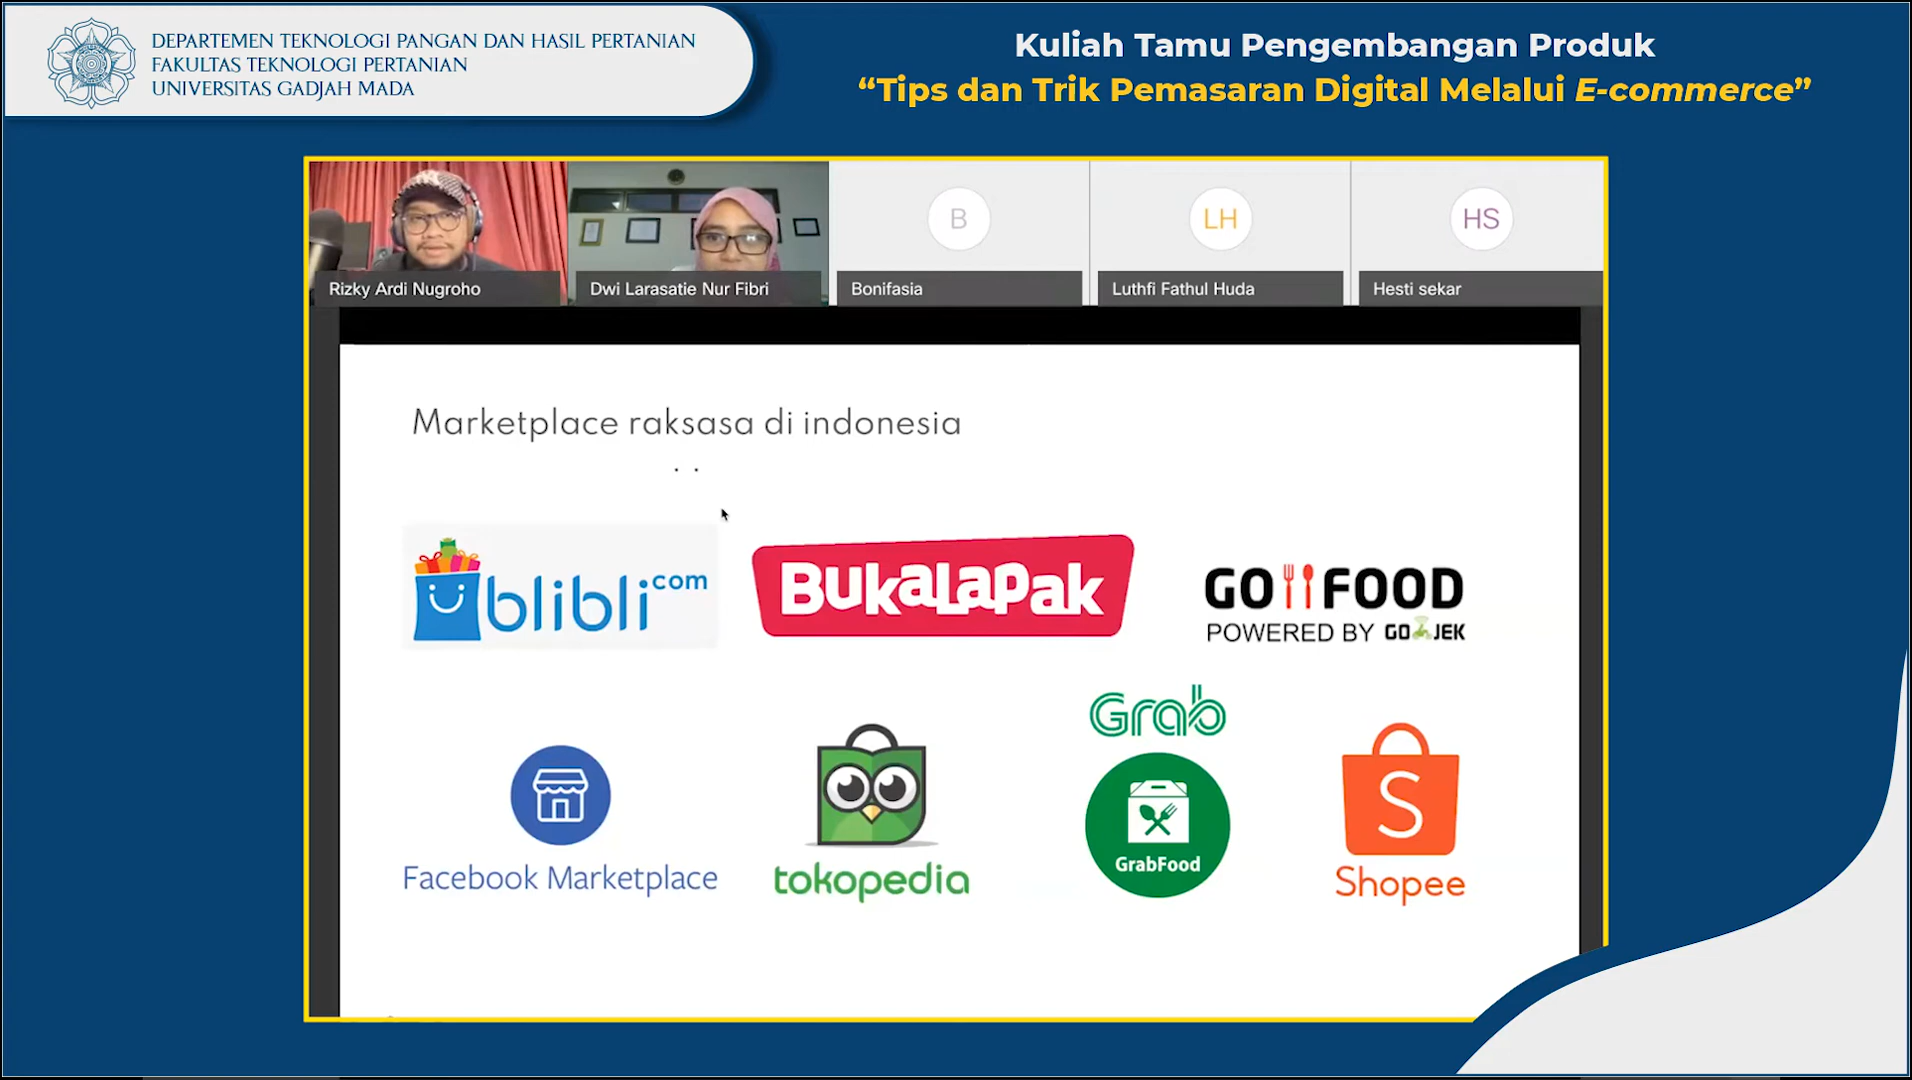 DEPARTEMEN TEKNOLOGI PANGAN DAN HASIL PERTANIAN
FAKULTAS TEKNOLOGI PERTANIAN
UNIVERSITAS GADJAH MADA
Kuliah Tamu Pengembangan Produk
“Tips dan Trik Pemasaran Digital Melalui E-commerce”
B
LH
HS
Rizky Ardi Nugroho
Dwi Larasatie Nur Fibri
Bonifasia
Luthfi Fathul Huda
Hesti sekar
Marketplace raksasa di indonesia
blibli.com
BukaLapak
GO FOOD
POWERED BY GOJEK
Grab
GrabFood
S
Facebook Marketplace
tokopedia
Shopee